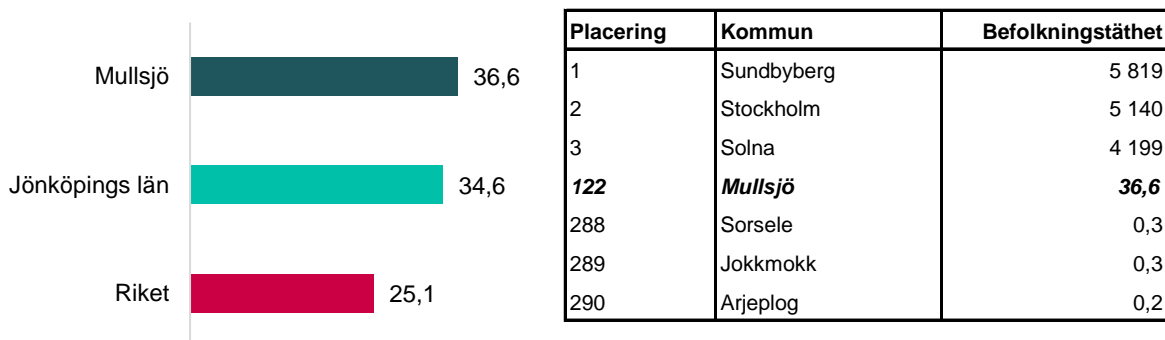 Mullsjö 36,6
Jönköpings län 34,6
Riket 25,1
Placering Kommun Befolkningstäthet
1 Sundbyberg 5 819
2 Stockholm 5 140
3 Solna 4 199
122 Mullsjö 36,6
288 Sorsele 0,3
289 Jokkmokk 0,3
290 Arjeplog 0,2